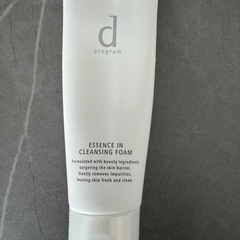 d
program
ESSENCE IN
CLEANSING FOAM
Formulated with beauty ingredients
targeting the skin barrier.
Gently removes impurities,
leaving skin fresh and clean.